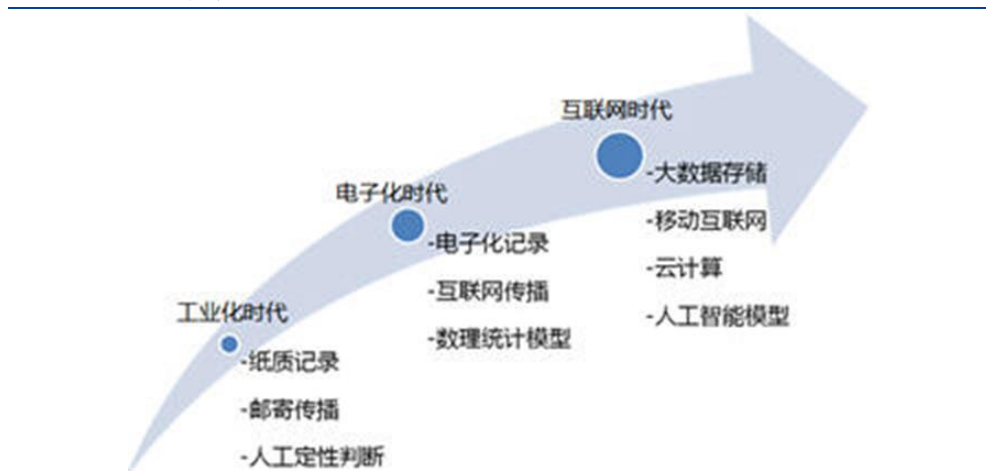 互联网时代
-大数据存储
-移动互联网
-云计算
-人工智能模型
电子化时代
-电子化记录
-互联网传播
-数理统计模型
工业化时代
-纸质记录
-邮寄传播
-人工定性判断